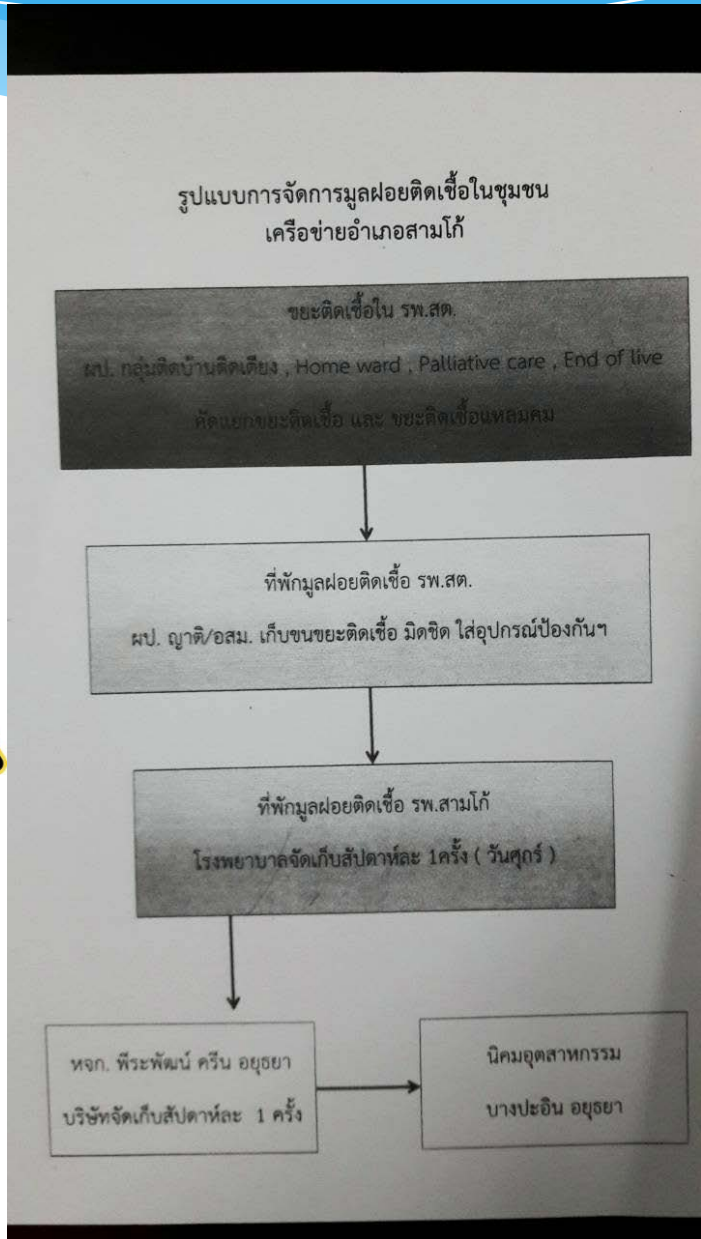 รูปแบบการจัดการมูลฝอยติดเชื้อในชุมชน
เครือข่ายอำเภอสามโก้
ขยะติดเชื้อใน รพ.สต.
ผป. กลุ่มติดบ้านติดเตียง , Home ward , Palliative care , End of live
คัดแยกขยะติดเชื้อ และ ขยะติดเชื้อแหลมคม
ที่พักมูลฝอยติดเชื้อ รพ.สต.
ผป. ญาติ/อสม. เก็บขนขยะติดเชื้อ มิดชิด ใส่อุปกรณ์ป้องกันฯ
ที่พักมูลฝอยติดเชื้อ รพ.สามโก้
โรงพยาบาลจัดเก็บสัปดาห์ละ 1ครั้ง ( วันศุกร์ )
หจก. พีระพัฒน์ ครีน อยุธยา
บริษัทจัดเก็บสัปดาห์ละ 1 ครั้ง
นิคมอุตสาหกรรม
บางปะอิน อยุธยา